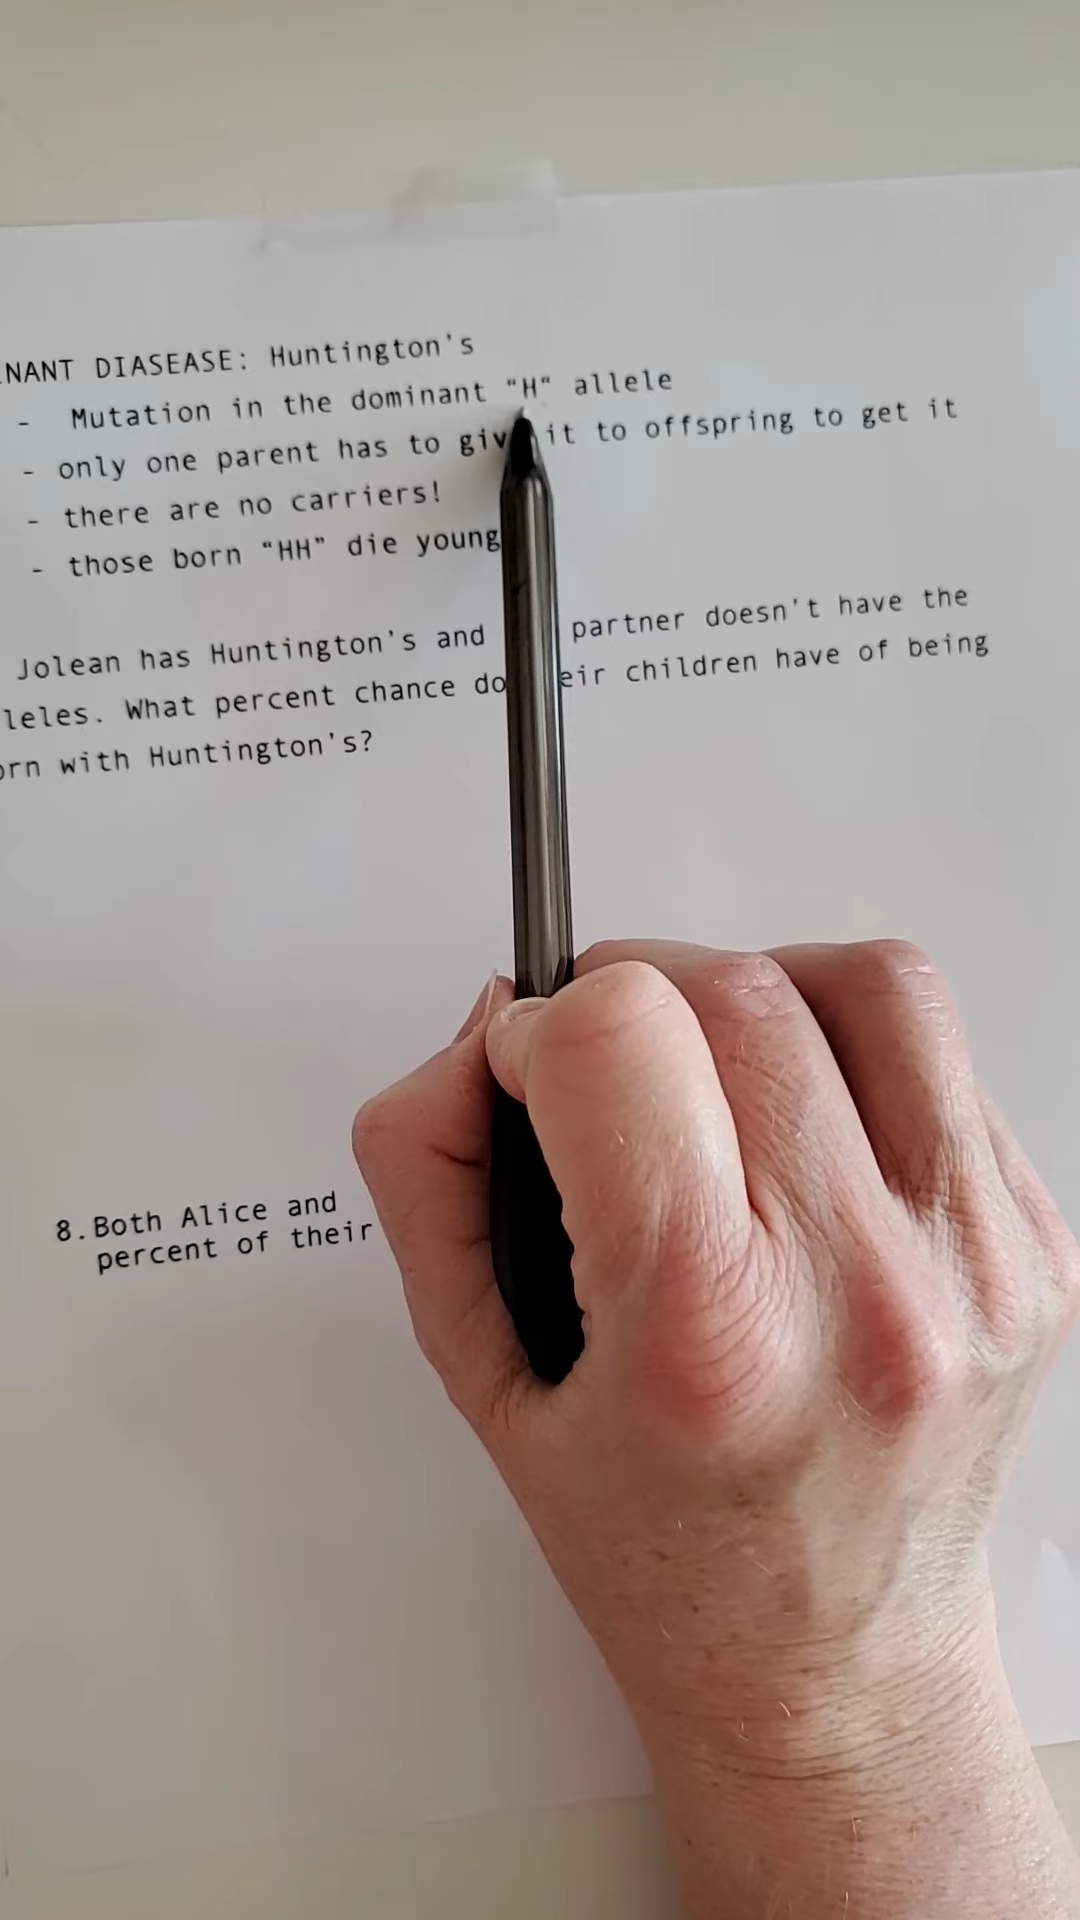 NANT DIASEASE: Huntington's
- Mutation in the dominant "H" allele
- only one parent has to giv it to offspring to get it
- there are no carriers!
- those born "HH" die young
Jolean has Huntington's and partner doesn't have the
leles. What percent chance do eir children have of being
orn with Huntington's?
8. Both Alice and
percent of their